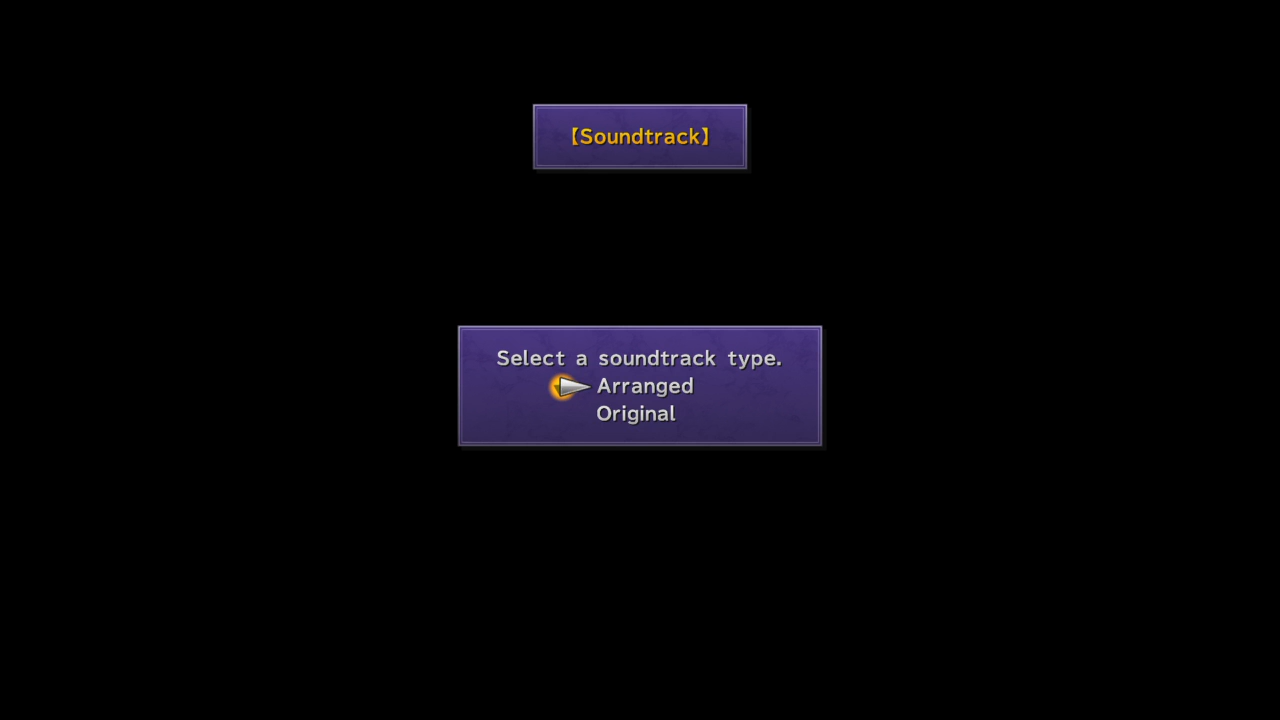 【Soundtrack】
Select a soundtrack type.
Arranged
Original